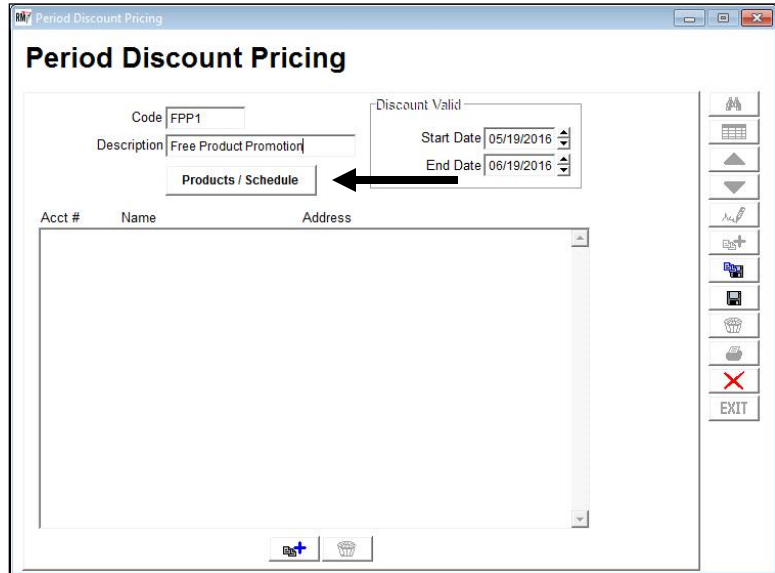 RMS Period Discount Pricing
Period Discount Pricing
Code FPP1
Description Free Product Promotion
Products / Schedule
Discount Valid
Start Date 05/19/2016
End Date 06/19/2016
Acct # Name Address
EXIT